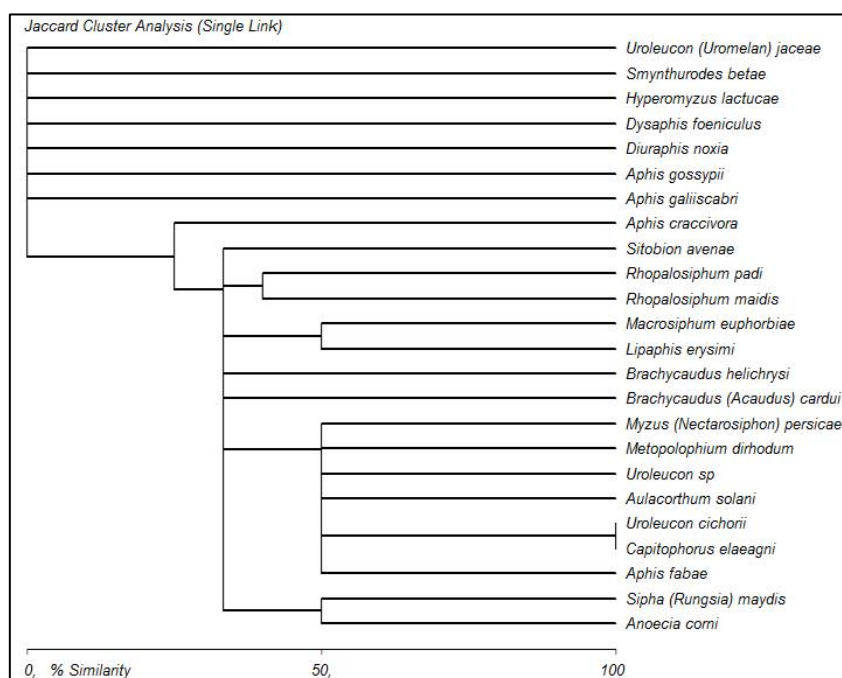 Jaccard Cluster Analysis (Single Link)
Uroleucon (Uromelan) jaceae
Smynthurodes betae
Hyperomyzus lactucae
Dysaphis foeniculus
Diuraphis noxia
Aphis gossypii
Aphis galiiscabri
Aphis craccivora
Sitobion avenae
Rhopalosiphum padi
Rhopalosiphum maidis
Macrosiphum euphorbiae
Lipaphis erysimi
Brachycaudus helichrysi
Brachycaudus (Acaudus) cardui
Myzus (Nectarosiphon) persicae
Metopolophium dirhodum
Uroleucon sp
Aulacorthum solani
Uroleucon cichorii
Capitophorus elaeagni
Aphis fabae
Sipha (Rungsia) maydis
Anoecia corni
0, % Similarity 50, 100